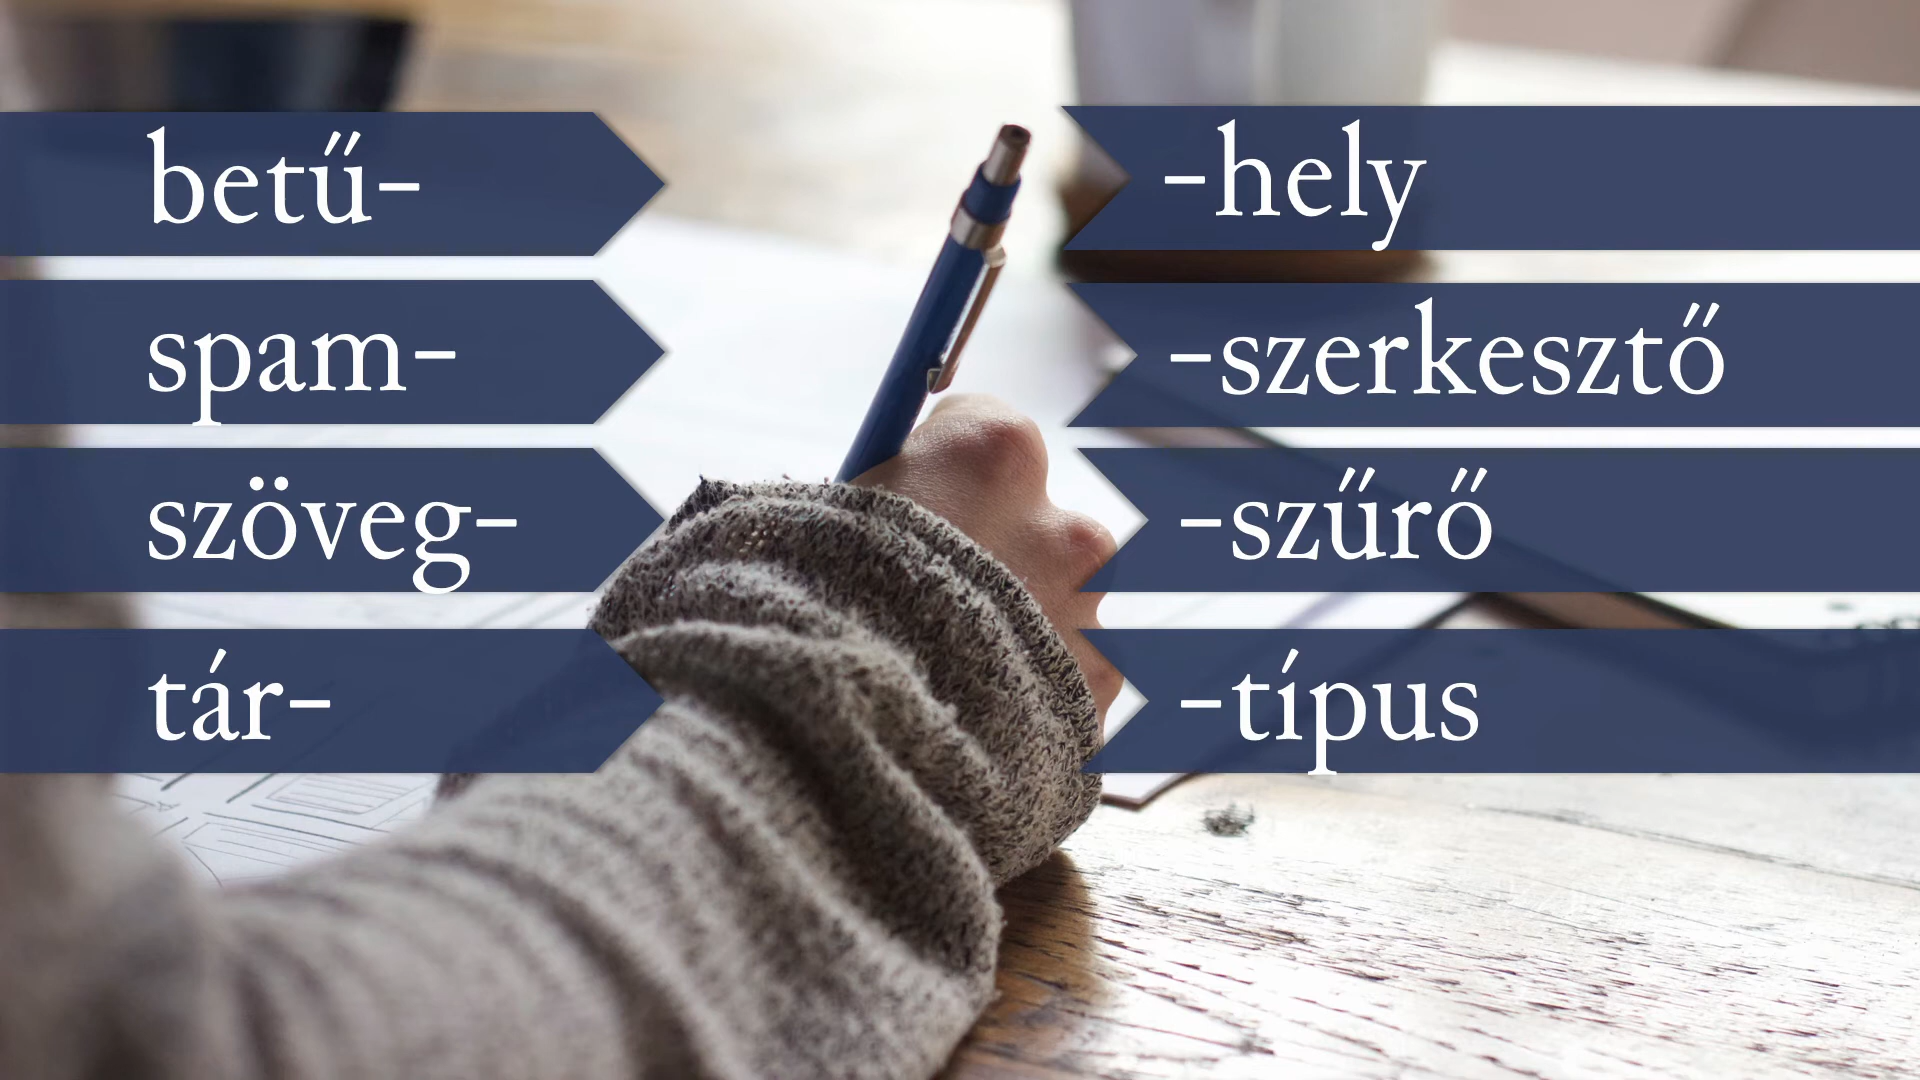 betű-
spam-
szöveg-
tár-
-hely
-szerkesztő
-szűrő
-típus